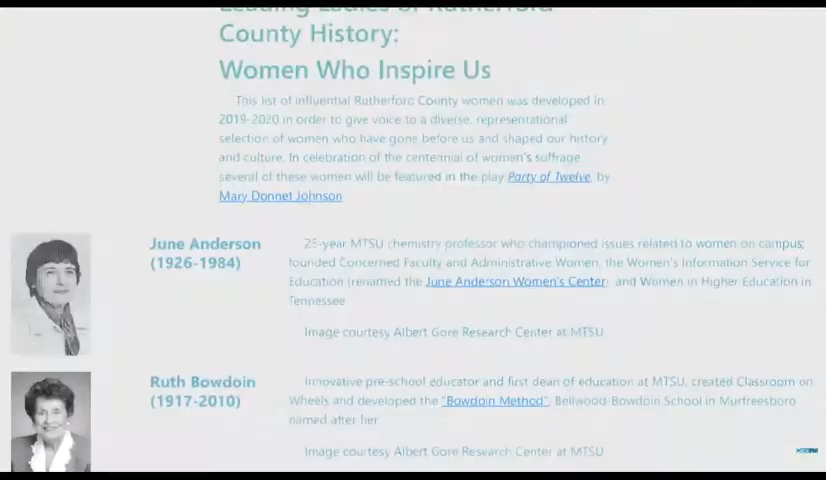 Leading Ladies of Rutherford
County History:
Women Who Inspire Us
This list of influential Rutherford County women was developed in
2019-2020 in order to give voice to a diverse, representational
selection of women who have gone before us and shaped our history
and culture. In celebration of the centennial of women's suffrage
several of these women will be featured in the play Party of Twelve, by
Mary Donnet Johnson
June Anderson
(1926-1984)
25-year MTSU chemistry professor who championed issues related to women on campus;
founded Concerned Faculty and Administrative Women, the Women's Information Service for
Education (renamed the June Anderson Women's Center) and Women in Higher Education in
Tennessee
Image courtesy Albert Gore Research Center at MTSU
Ruth Bowdoin
(1917-2010)
Innovative pre-school educator and first dean of education at MTSU, created Classroom on
Wheels and developed the "Bowdoin Method"; Bellwood-Bowdoin School in Murfreesboro
named after her
Image courtesy Albert Gore Research Center at MTSU